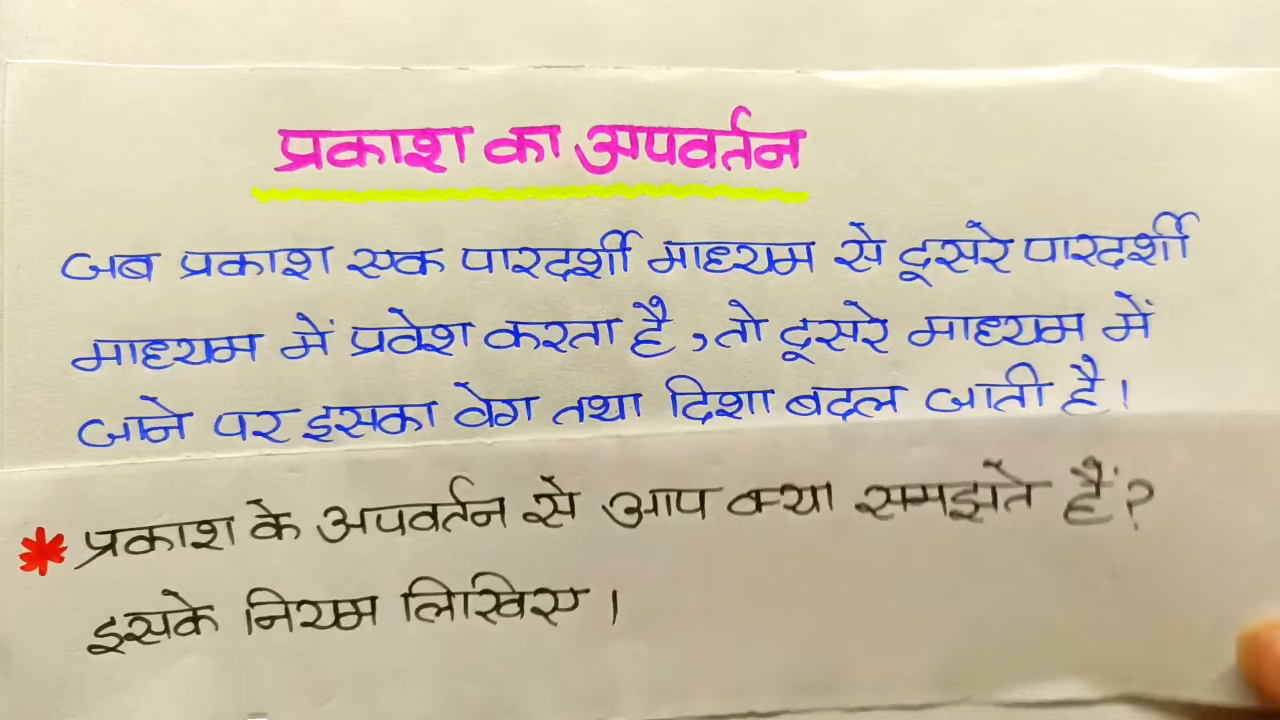 प्रकाश का अपवर्तन
जब प्रकाश एक पारदर्शी माध्यम से दूसरे पारदर्शी
माध्यम में प्रवेश करता है, तो दूसरे माध्यम में
जाने पर इसका वेग तथा दिशा बदल जाती है।
* प्रकाश के अपवर्तन से आप क्या समझते हैं?
इसके नियम लिखिए।